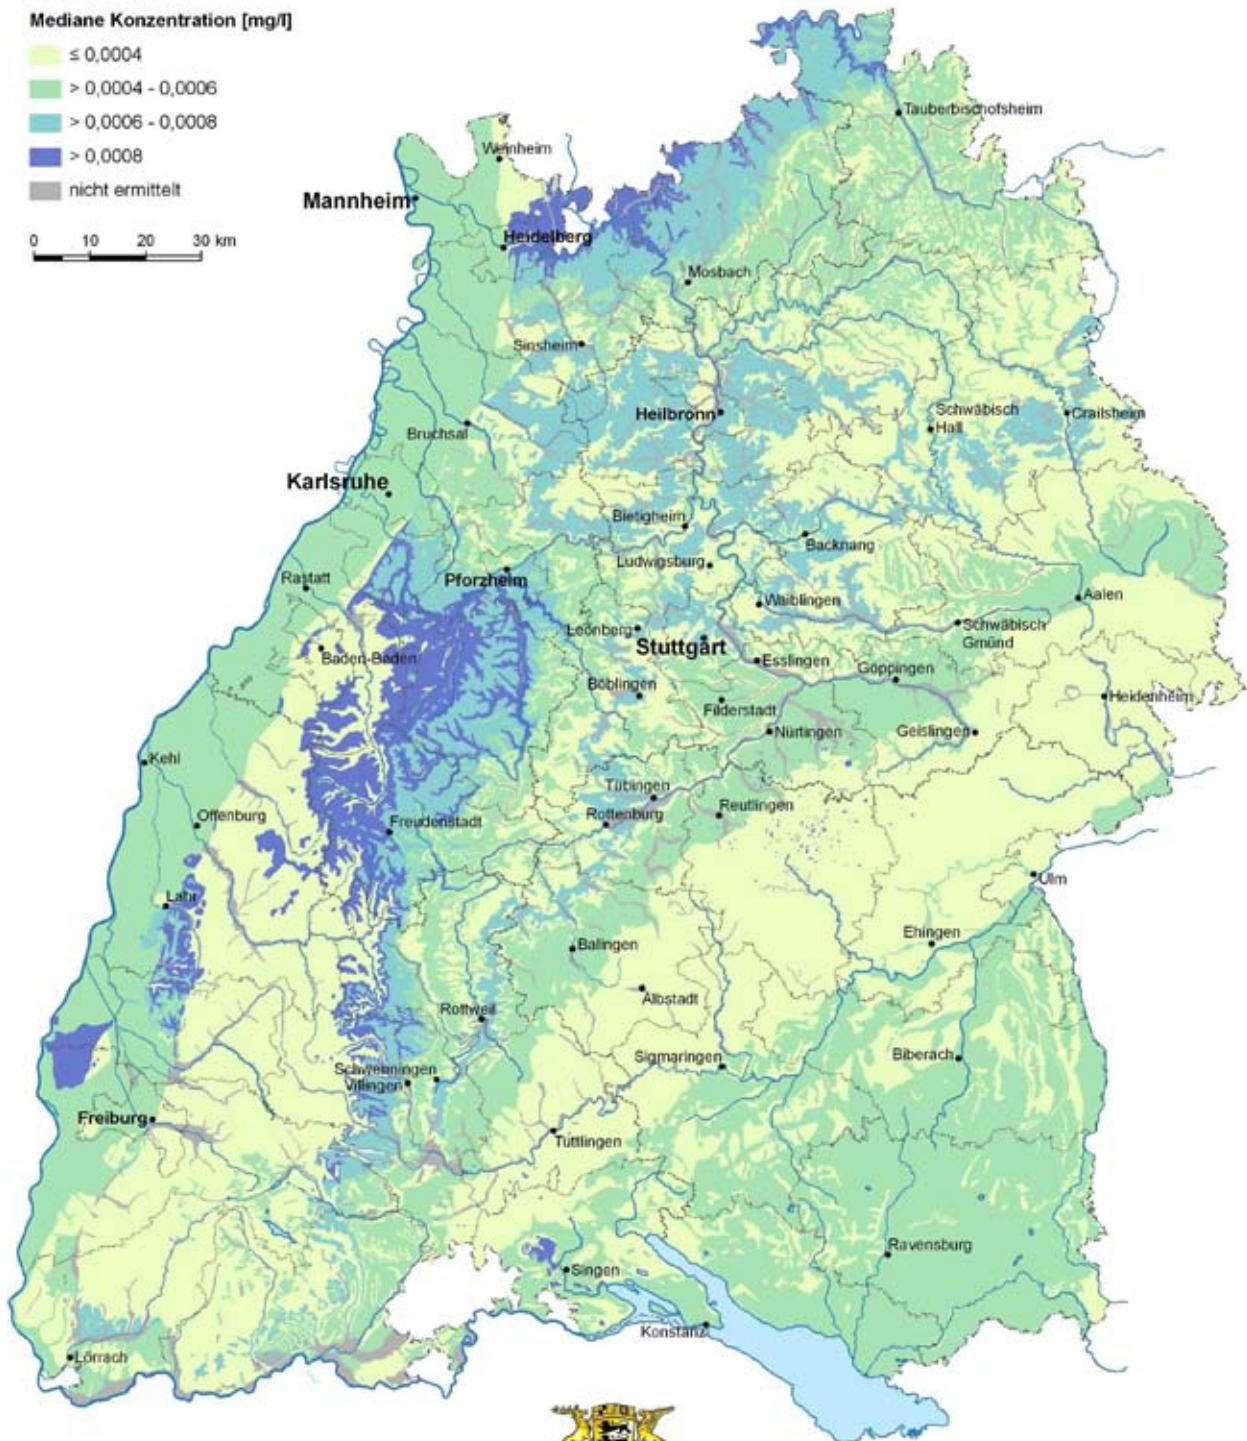 Mediane Konzentration [mg/l]
≤ 0,0004
> 0,0004 - 0,0006
> 0,0006 - 0,0008
> 0,0008
nicht ermittelt
0 10 20 30 km
Tauberbischofsheim
Weinheim
Mannheim
Heidelberg
Mosbach
Sinsheim
Heilbronn
Schwäbisch
Hall
Crailsheim
Bruchsal
Karlsruhe
Bietigheim
Backnang
Ludwigsburg
Pforzheim
Rastatt
Waiblingen
Aalen
Leonberg
Schwäbisch
Gmünd
Stuttgart
Baden-Baden
Esslingen
Göppingen
Böblingen
Heidenheim
Filderstadt
Nürtingen
Geislingen
Kehl
Tübingen
Reutlingen
Offenburg
Freudenstadt
Rottenburg
Ulm
Lahr
Ehingen
Balingen
Albstadt
Rottweil
Sigmaringen
Biberach
Schwenningen
Villingen
Freiburg
Tuttlingen
Ravensburg
Singen
Konstanz
Lörrach